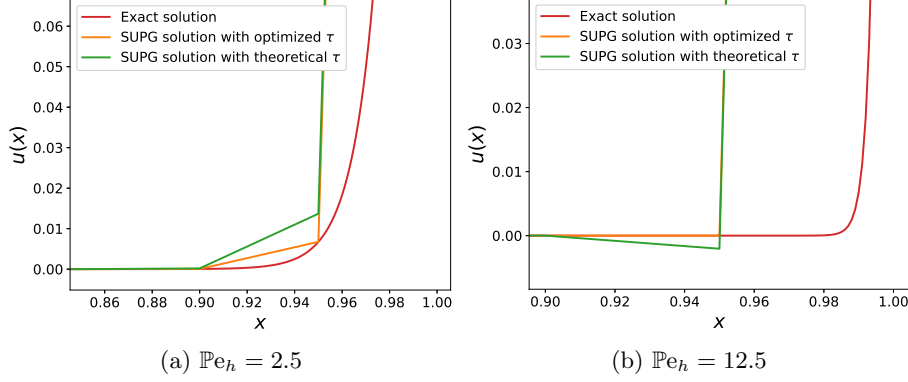 0.06
0.05
0.04
0.03
0.02
0.01
0.00
u(x)
Exact solution
SUPG solution with optimized τ
SUPG solution with theoretical τ
0.86 0.88 0.90 0.92 0.94 0.96 0.98 1.00
x
(a) ℙe_h = 2.5
0.03
0.02
0.01
0.00
u(x)
Exact solution
SUPG solution with optimized τ
SUPG solution with theoretical τ
0.90 0.92 0.94 0.96 0.98 1.00
x
(b) ℙe_h = 12.5